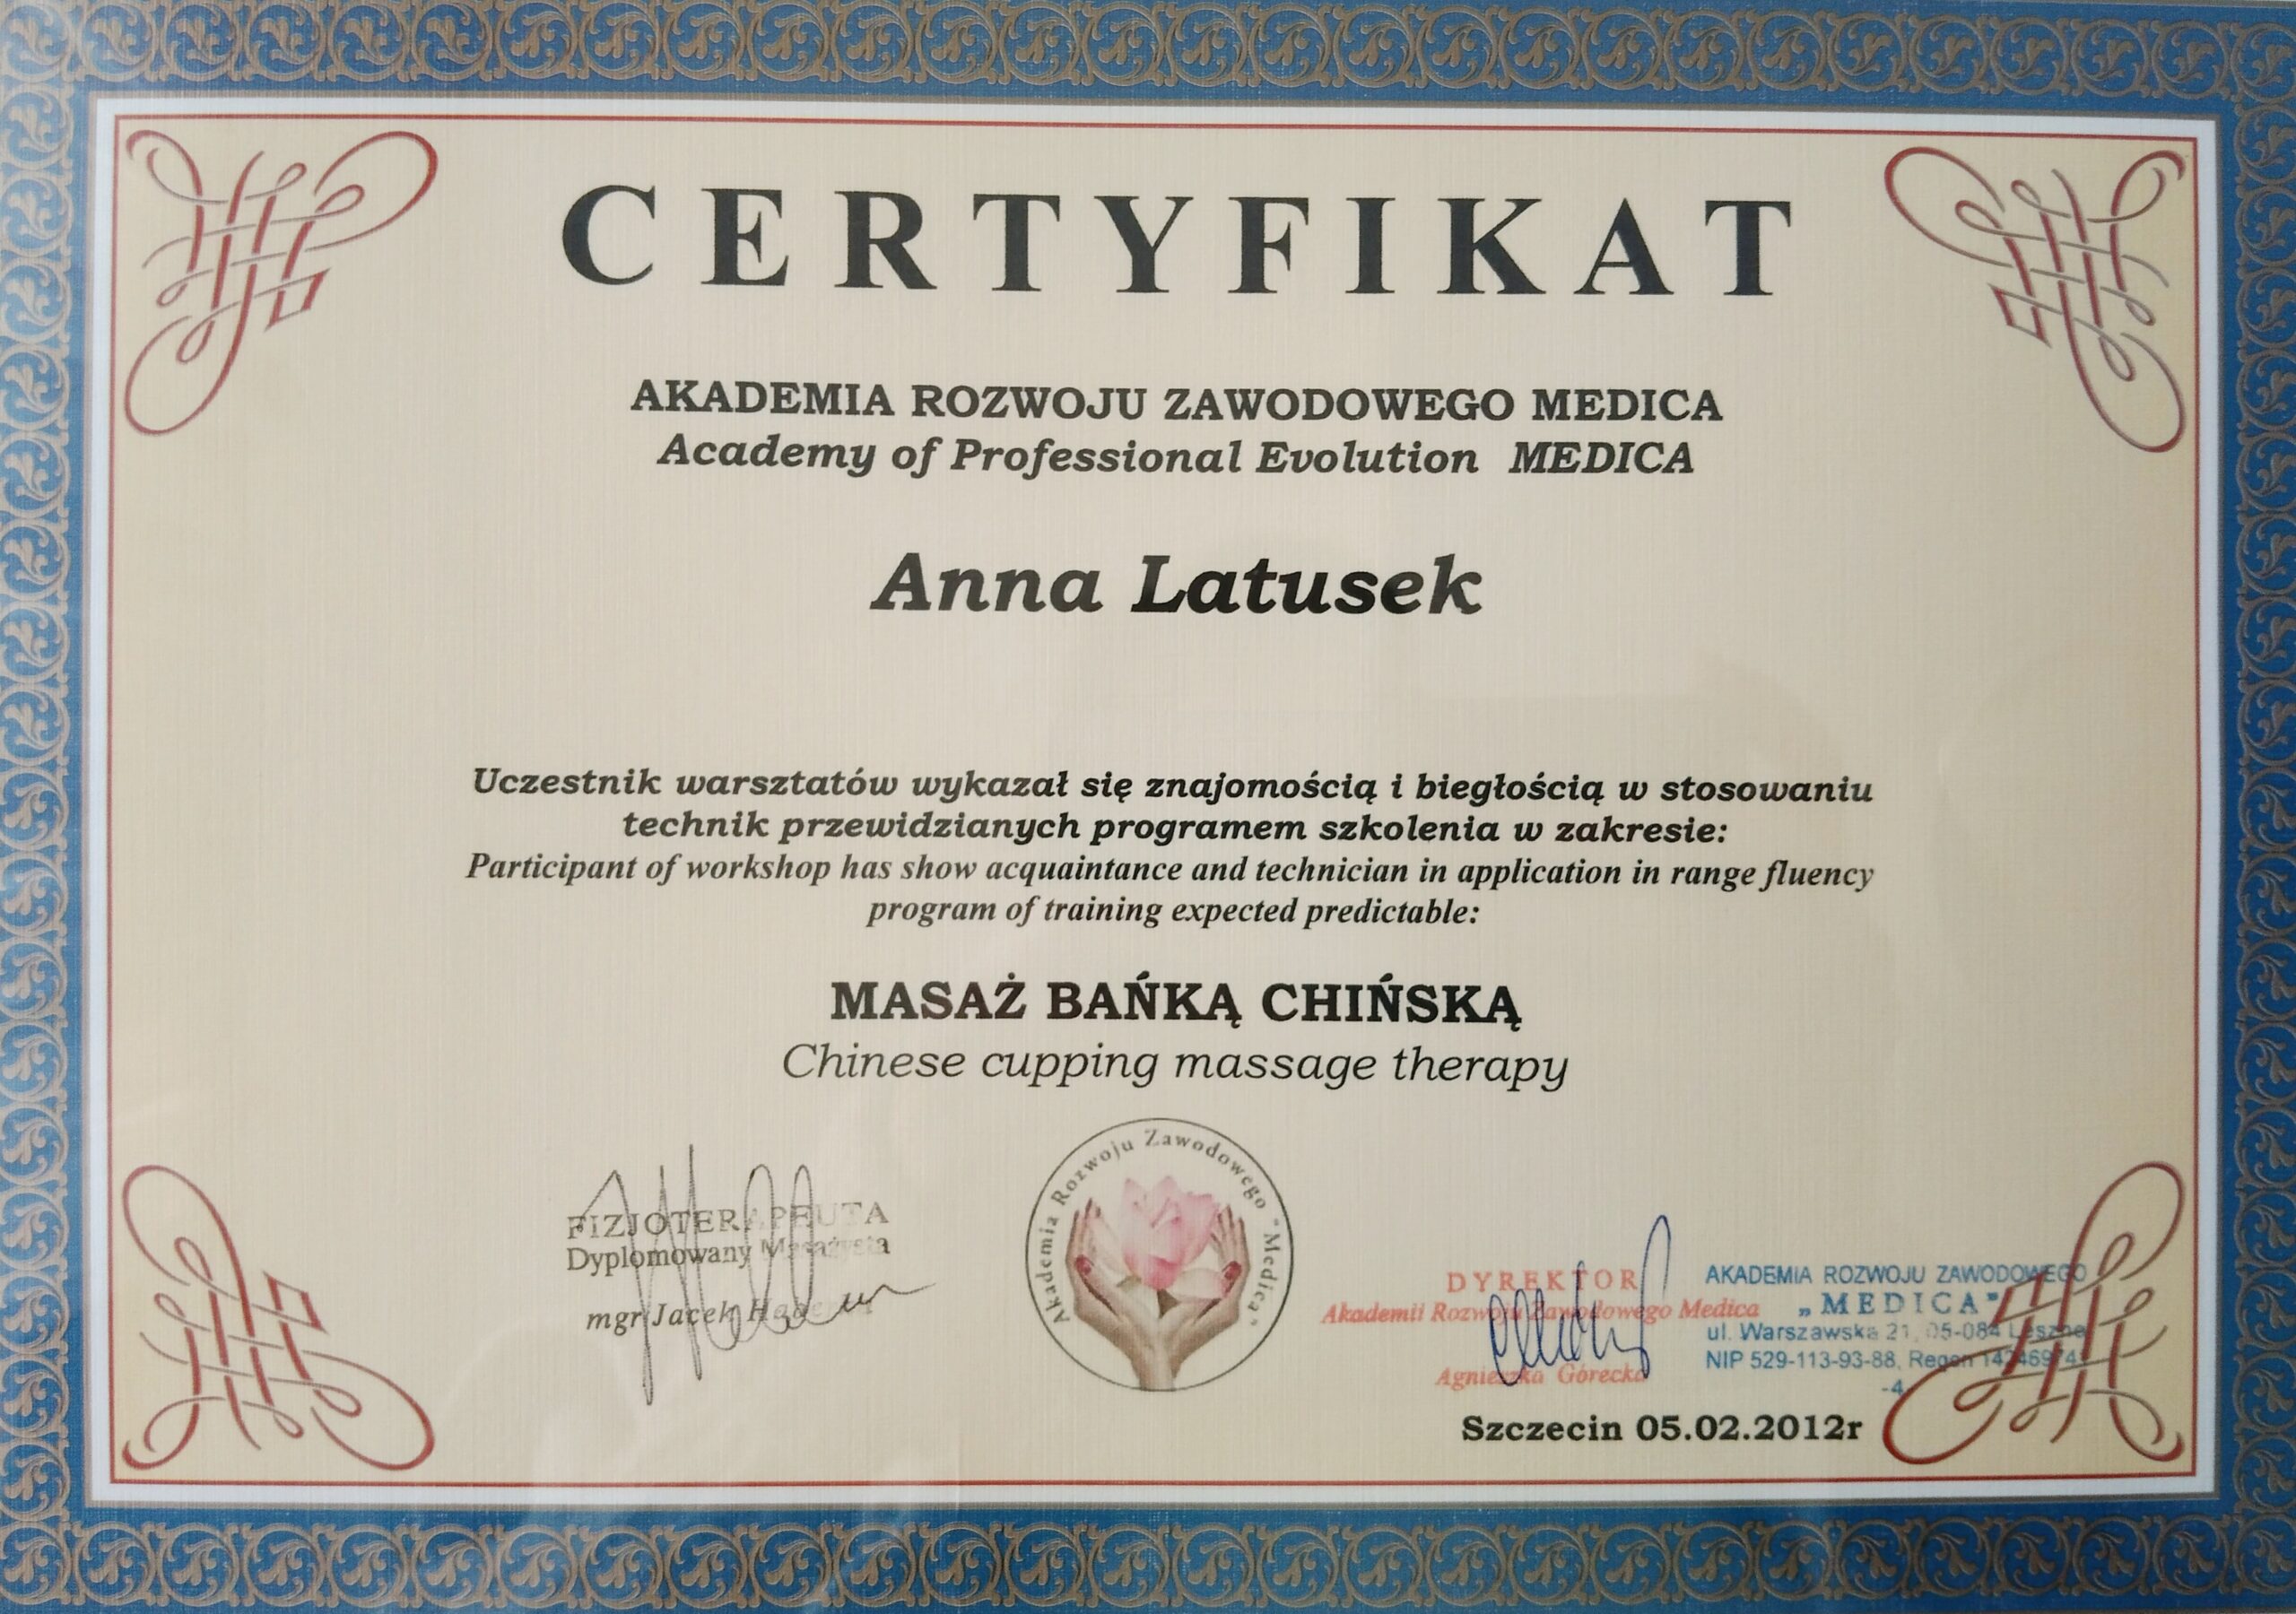 CERTYFIKAT
AKADEMIA ROZWOJU ZAWODOWEGO MEDICA
Academy of Professional Evolution MEDICA
Anna Latusek
Uczestnik warsztatów wykazał się znajomością i biegłością w stosowaniu
technik przewidzianych programem szkolenia w zakresie:
Participant of workshop has show acquaintance and technician in application in range fluency
program of training expected predictable:
MASAŻ BAŃKĄ CHIŃSKĄ
Chinese cupping massage therapy
FIZJOTERAPEUTA
Dyplomowany Masażysta
mgr Jacek
Akademia Rozwoju Zawodowego "Medica"
DYREKTOR
Akademii Rozwoju Zawodowego Medica
Agnieszka Górecka
AKADEMIA ROZWOJU ZAWODOWEGO
„MEDICA"
ul. Warszawska 21, 05-084 Leszno
NIP 529-113-93-88, Regon
-4
Szczecin 05.02.2012r